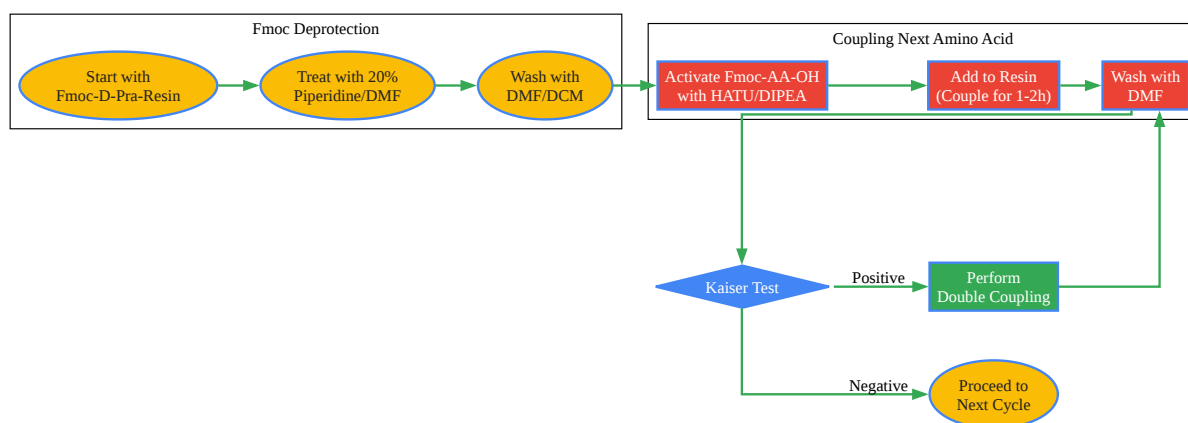 Fmoc Deprotection
Start with
Fmoc-D-Pra-Resin
Treat with 20%
Piperidine/DMF
Wash with
DMF/DCM
Coupling Next Amino Acid
Activate Fmoc-AA-OH
with HATU/DIPEA
Add to Resin
(Couple for 1-2h)
Wash with
DMF
Kaiser Test
Positive
Perform
Double Coupling
Negative
Proceed to
Next Cycle